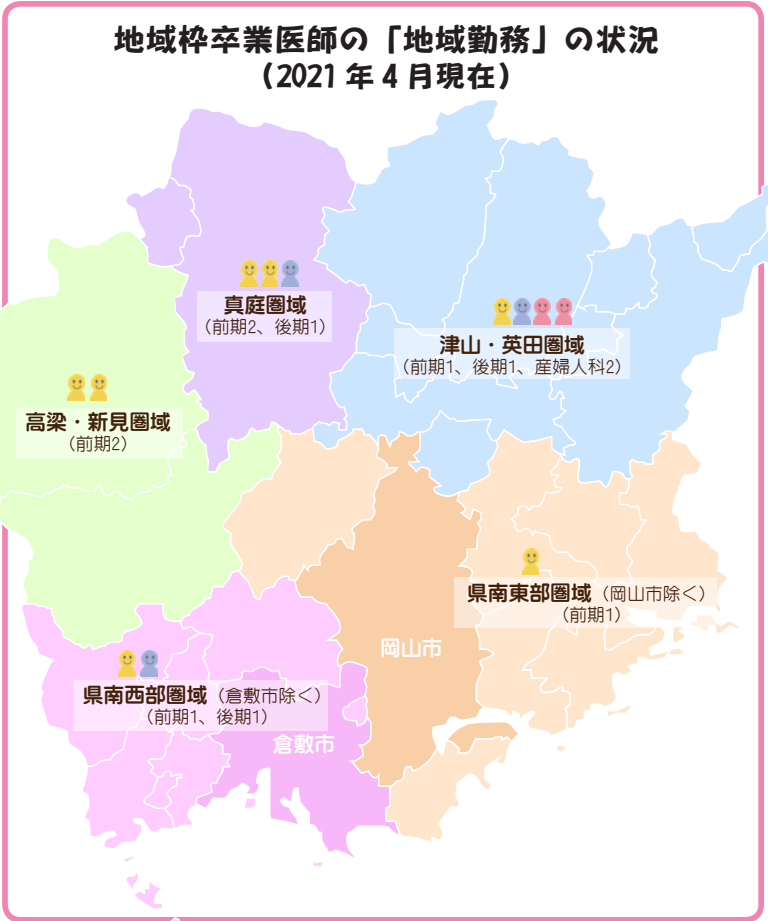 地域枠卒業医師の「地域勤務」の状況
（2021年4月現在）
真庭圏域
（前期2、後期1）
津山・英田圏域
（前期1、後期1、産婦人科2）
高梁・新見圏域
（前期2）
県南東部圏域（岡山市除く）
（前期1）
岡山市
県南西部圏域（倉敷市除く）
（前期1、後期1）
倉敷市